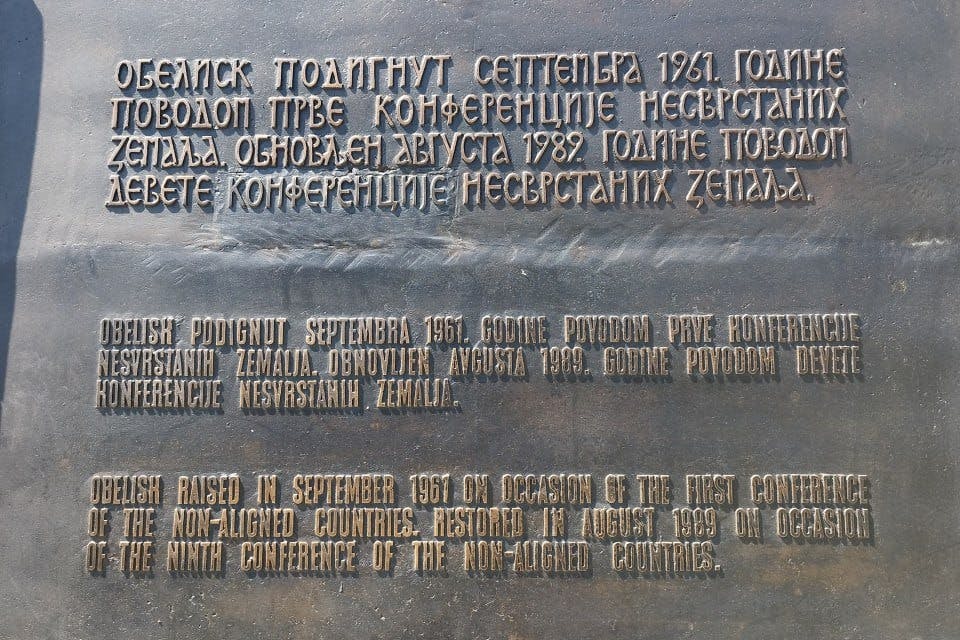 ОБЕЛИСК ПОДИГНУТ СЕПТЕМБРА 1961. ГОДИНЕ
ПОВОДОМ ПРВЕ КОНФЕРЕНЦИЈЕ НЕСВРСТАНИХ
ЗЕМАЉА. ОБНОВЉЕН АВГУСТА 1989. ГОДИНЕ ПОВОДОМ
ДЕВЕТЕ КОНФЕРЕНЦИЈЕ НЕСВРСТАНИХ ЗЕМАЉА.
OBELISK PODIGNUT SEPTEMBRA 1961. GODINE POVODOM PRVE KONFERENCIJE
NESVRSTANIH ZEMALJA. OBNOVLJEN AVGUSTA 1989. GODINE POVODOM DEVETE
KONFERENCIJE NESVRSTANIH ZEMALJA.
OBELISK RAISED IN SEPTEMBER 1961 ON OCCASION OF THE FIRST CONFERENCE
OF THE NON-ALIGNED COUNTRIES. RESTORED IN AUGUST 1989 ON OCCASION
OF THE NINTH CONFERENCE OF THE NON-ALIGNED COUNTRIES.